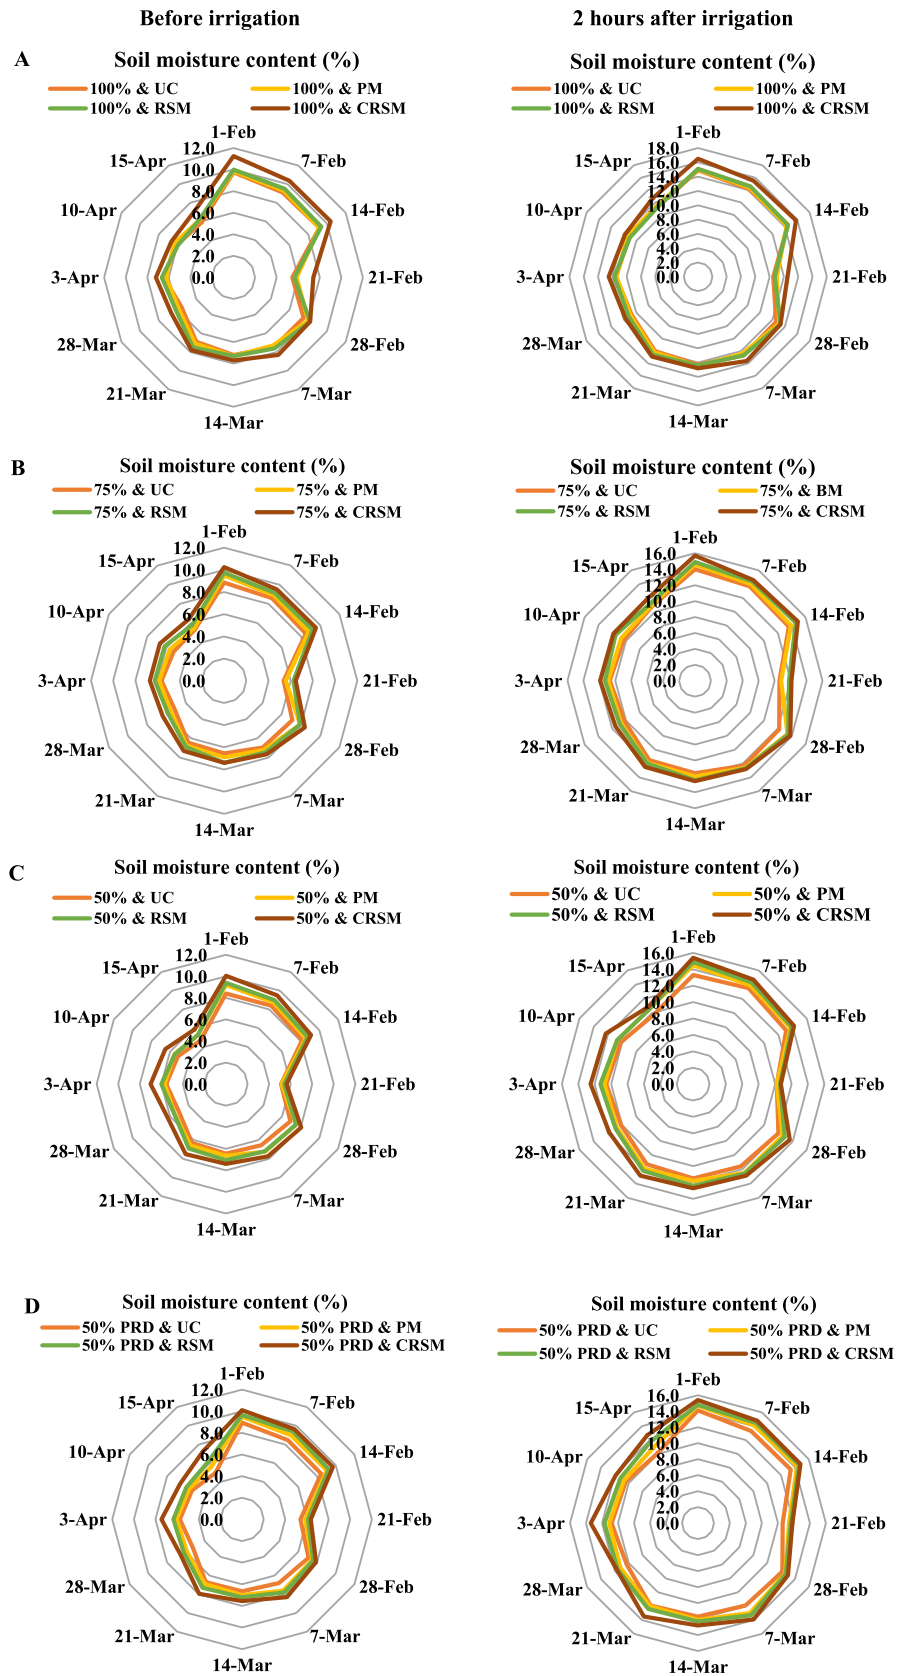 Before irrigation
2 hours after irrigation
A
Soil moisture content (%)
100% & UC 100% & PM
100% & RSM 100% & CRSM
1-Feb
7-Feb
14-Feb
21-Feb
28-Feb
7-Mar
14-Mar
21-Mar
28-Mar
3-Apr
10-Apr
15-Apr
12.0
10.0
8.0
6.0
4.0
2.0
0.0
Soil moisture content (%)
100% & UC 100% & PM
100% & RSM 100% & CRSM
1-Feb
7-Feb
14-Feb
21-Feb
28-Feb
7-Mar
14-Mar
21-Mar
28-Mar
3-Apr
10-Apr
15-Apr
18.0
16.0
14.0
12.0
10.0
8.0
6.0
4.0
2.0
0.0
B
Soil moisture content (%)
75% & UC 75% & PM
75% & RSM 75% & CRSM
1-Feb
7-Feb
14-Feb
21-Feb
28-Feb
7-Mar
14-Mar
21-Mar
28-Mar
3-Apr
10-Apr
15-Apr
12.0
10.0
8.0
6.0
4.0
2.0
0.0
Soil moisture content (%)
75% & UC 75% & BM
75% & RSM 75% & CRSM
1-Feb
7-Feb
14-Feb
21-Feb
28-Feb
7-Mar
14-Mar
21-Mar
28-Mar
3-Apr
10-Apr
15-Apr
16.0
14.0
12.0
10.0
8.0
6.0
4.0
2.0
0.0
C
Soil moisture content (%)
50% & UC 50% & PM
50% & RSM 50% & CRSM
1-Feb
7-Feb
14-Feb
21-Feb
28-Feb
7-Mar
14-Mar
21-Mar
28-Mar
3-Apr
10-Apr
15-Apr
12.0
10.0
8.0
6.0
4.0
2.0
0.0
Soil moisture content (%)
50% & UC 50% & PM
50% & RSM 50% & CRSM
1-Feb
7-Feb
14-Feb
21-Feb
28-Feb
7-Mar
14-Mar
21-Mar
28-Mar
3-Apr
10-Apr
15-Apr
16.0
14.0
12.0
10.0
8.0
6.0
4.0
2.0
0.0
D
Soil moisture content (%)
50% PRD & UC 50% PRD & PM
50% PRD & RSM 50% PRD & CRSM
1-Feb
7-Feb
14-Feb
21-Feb
28-Feb
7-Mar
14-Mar
21-Mar
28-Mar
3-Apr
10-Apr
15-Apr
12.0
10.0
8.0
6.0
4.0
2.0
0.0
Soil moisture content (%)
50% PRD & UC 50% PRD & PM
50% PRD & RSM 50% PRD & CRSM
1-Feb
7-Feb
14-Feb
21-Feb
28-Feb
7-Mar
14-Mar
21-Mar
28-Mar
3-Apr
10-Apr
15-Apr
16.0
14.0
12.0
10.0
8.0
6.0
4.0
2.0
0.0